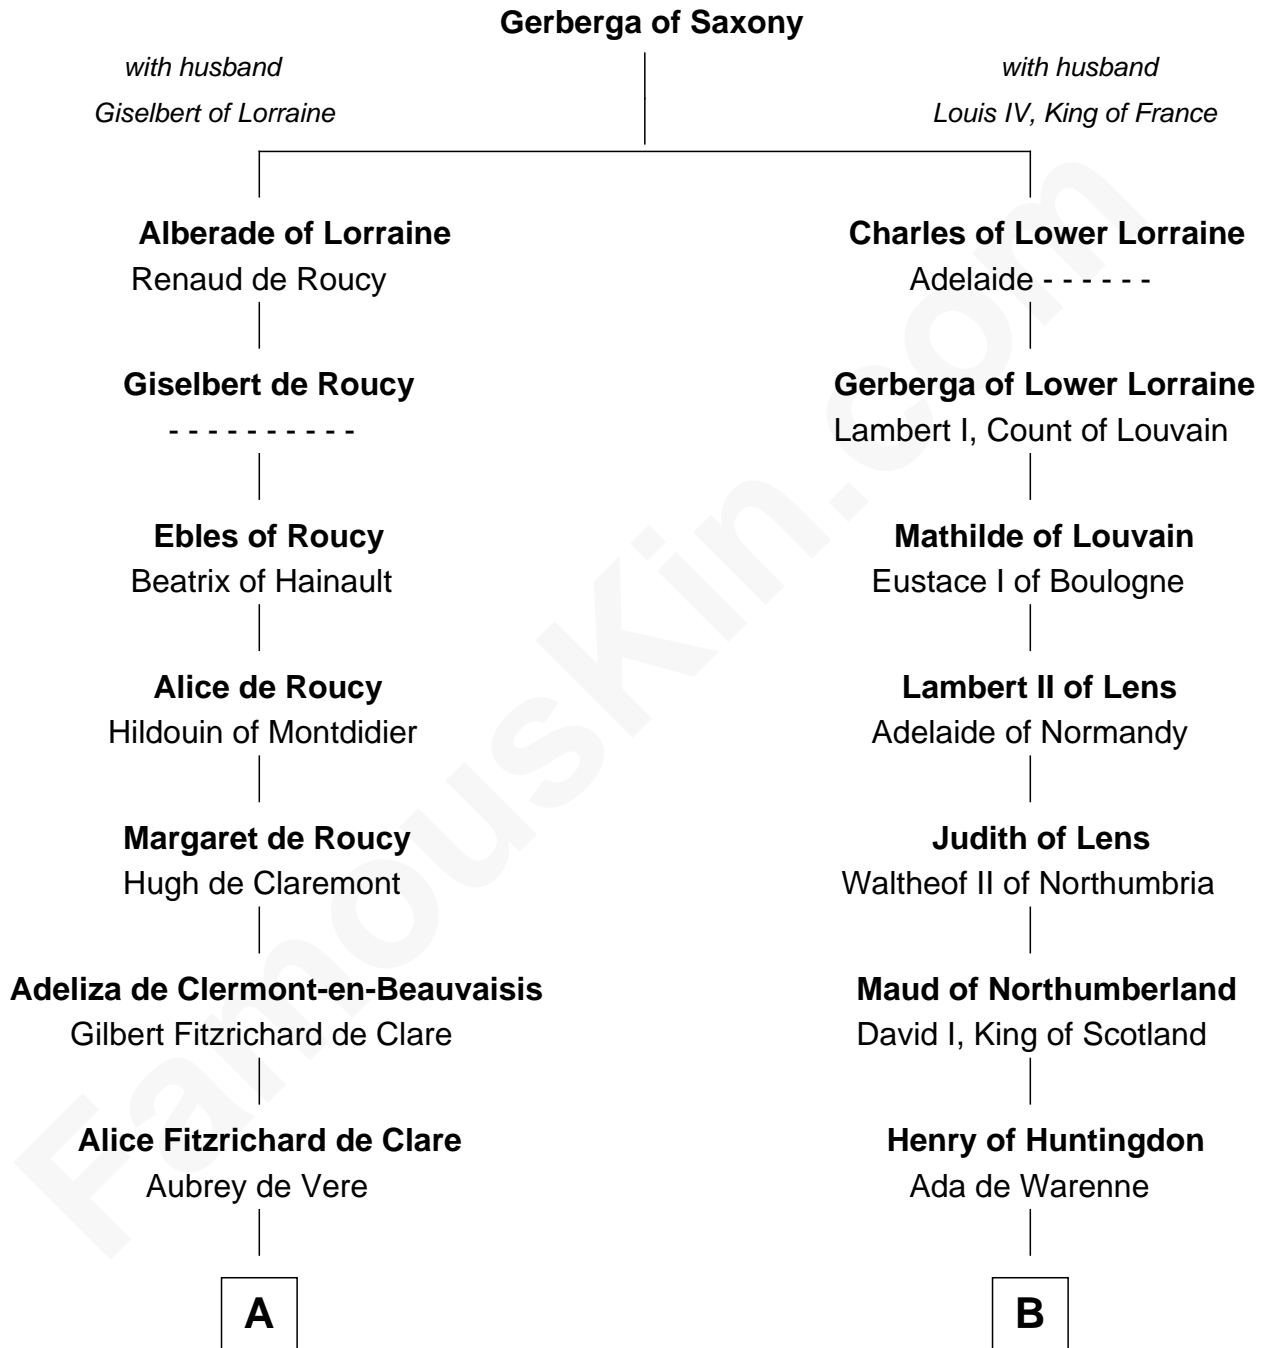 Gerberga of Saxony
with husband
Giselbert of Lorraine
with husband
Louis IV, King of France
Alberade of Lorraine
Renaud de Roucy
Giselbert de Roucy
- - - - - - - - - -
Ebles of Roucy
Beatrix of Hainault
Alice de Roucy
Hildouin of Montdidier
Margaret de Roucy
Hugh de Claremont
Adeliza de Clermont-en-Beauvaisis
Gilbert Fitzrichard de Clare
Alice Fitzrichard de Clare
Aubrey de Vere
A
Charles of Lower Lorraine
Adelaide - - - - - -
Gerberga of Lower Lorraine
Lambert I, Count of Louvain
Mathilde of Louvain
Eustace I of Boulogne
Lambert II of Lens
Adelaide of Normandy
Judith of Lens
Waltheof II of Northumbria
Maud of Northumberland
David I, King of Scotland
Henry of Huntingdon
Ada de Warenne
B
FamousKin.com